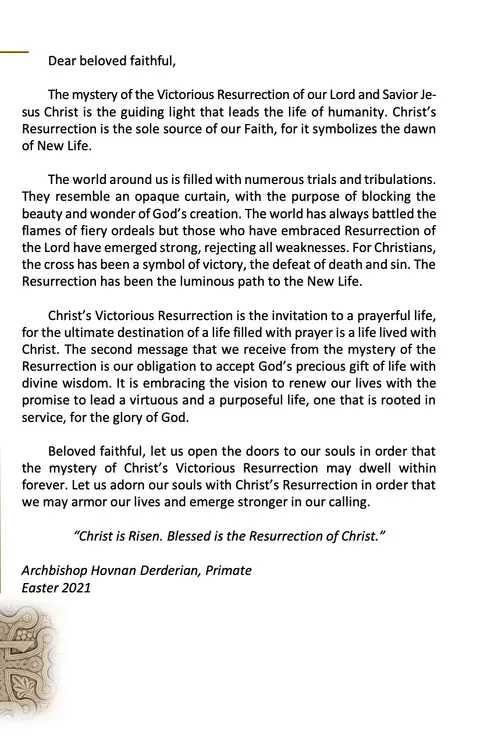 Dear beloved faithful,
The mystery of the Victorious Resurrection of our Lord and Savior Je-
sus Christ is the guiding light that leads the life of humanity. Christ’s
Resurrection is the sole source of our Faith, for it symbolizes the dawn
of New Life.
The world around us is filled with numerous trials and tribulations.
They resemble an opaque curtain, with the purpose of blocking the
beauty and wonder of God’s creation. The world has always battled the
flames of fiery ordeals but those who have embraced Resurrection of
the Lord have emerged strong, rejecting all weaknesses. For Christians,
the cross has been a symbol of victory, the defeat of death and sin. The
Resurrection has been the luminous path to the New Life.
Christ’s Victorious Resurrection is the invitation to a prayerful life,
for the ultimate destination of a life filled with prayer is a life lived with
Christ. The second message that we receive from the mystery of the
Resurrection is our obligation to accept God’s precious gift of life with
divine wisdom. It is embracing the vision to renew our lives with the
promise to lead a virtuous and a purposeful life, one that is rooted in
service, for the glory of God.
Beloved faithful, let us open the doors to our souls in order that
the mystery of Christ’s Victorious Resurrection may dwell within
forever. Let us adorn our souls with Christ’s Resurrection in order that
we may armor our lives and emerge stronger in our calling.
“Christ is Risen. Blessed is the Resurrection of Christ.”
Archbishop Hovnan Derderian, Primate
Easter 2021